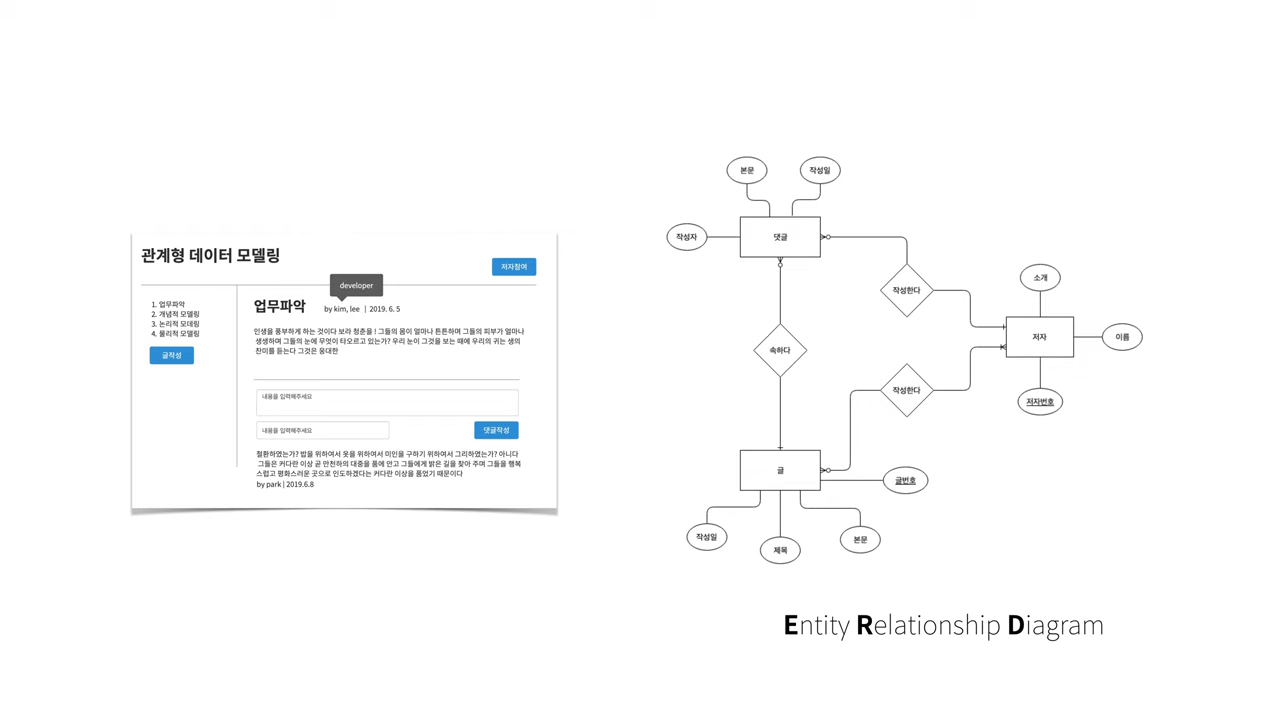 관계형 데이터 모델링
저자참여
developer
1. 업무파악
2. 개념적 모델링
3. 논리적 모데링
4. 물리적 모델링
글작성
업무파악
by kim, lee | 2019. 6. 5
인생을 풍부하게 하는 것이다 보라 청춘을 ! 그들의 몸이 얼마나 튼튼하며 그들의 피부가 얼마나
생생하며 그들의 눈에 무엇이 타오르고 있는가? 우리 눈이 그것을 보는 때에 우리의 귀는 생의
찬미를 듣는다 그것은 웅대한
내용을 입력해주세요
내용을 입력해주세요
댓글작성
철환하였는가? 밥을 위하여서 옷을 위하여서 미인을 구하기 위하여서 그리하였는가? 아니다
그들은 커다란 이상 곧 만천하의 대중을 품에 안고 그들에게 밝은 길을 찾아 주며 그들을 행복
스럽고 평화스러운 곳으로 인도하겠다는 커다란 이상을 품었기 때문이다
by park | 2019.6.8
본문
작성일
작성자
댓글
작성한다
소개
속하다
저자
이름
작성한다
저자번호
글
글번호
작성일
제목
본문
Entity Relationship Diagram